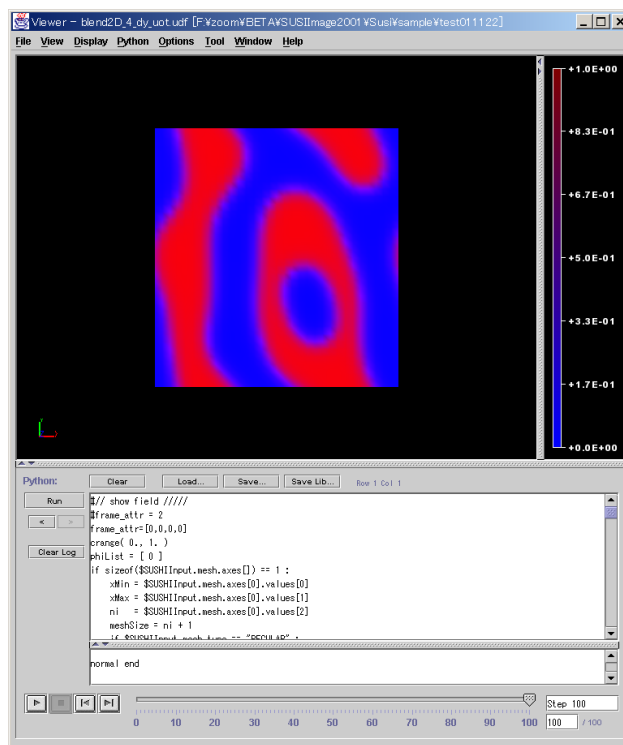 Viewer - blend2D_4_dy_uot.udf [F:¥zoom¥BETA¥SUSIImage2001¥Susi¥sample¥test011122]
File View Display Python Options Tool Window Help
+1.0E+00
+8.3E-01
+6.7E-01
+5.0E-01
+3.3E-01
+1.7E-01
+0.0E+00
Python: Clear Load... Save... Save Lib... Row 1 Col 1
Run
< >
Clear Log
#// show field /////
#frame_attr = 2
frame_attr=[0,0,0,0]
crange( 0., 1. )
phiList = [ 0 ]
if sizeof($SUSHIInput.mesh.axes[]) == 1 :
xMin = $SUSHIInput.mesh.axes[0].values[0]
xMax = $SUSHIInput.mesh.axes[0].values[1]
ni = $SUSHIInput.mesh.axes[0].values[2]
meshSize = ni + 1
if $SUSHIInput.mesh.type == "REGULAR" :
normal end
Step 100
0 10 20 30 40 50 60 70 80 90 100
100 / 100